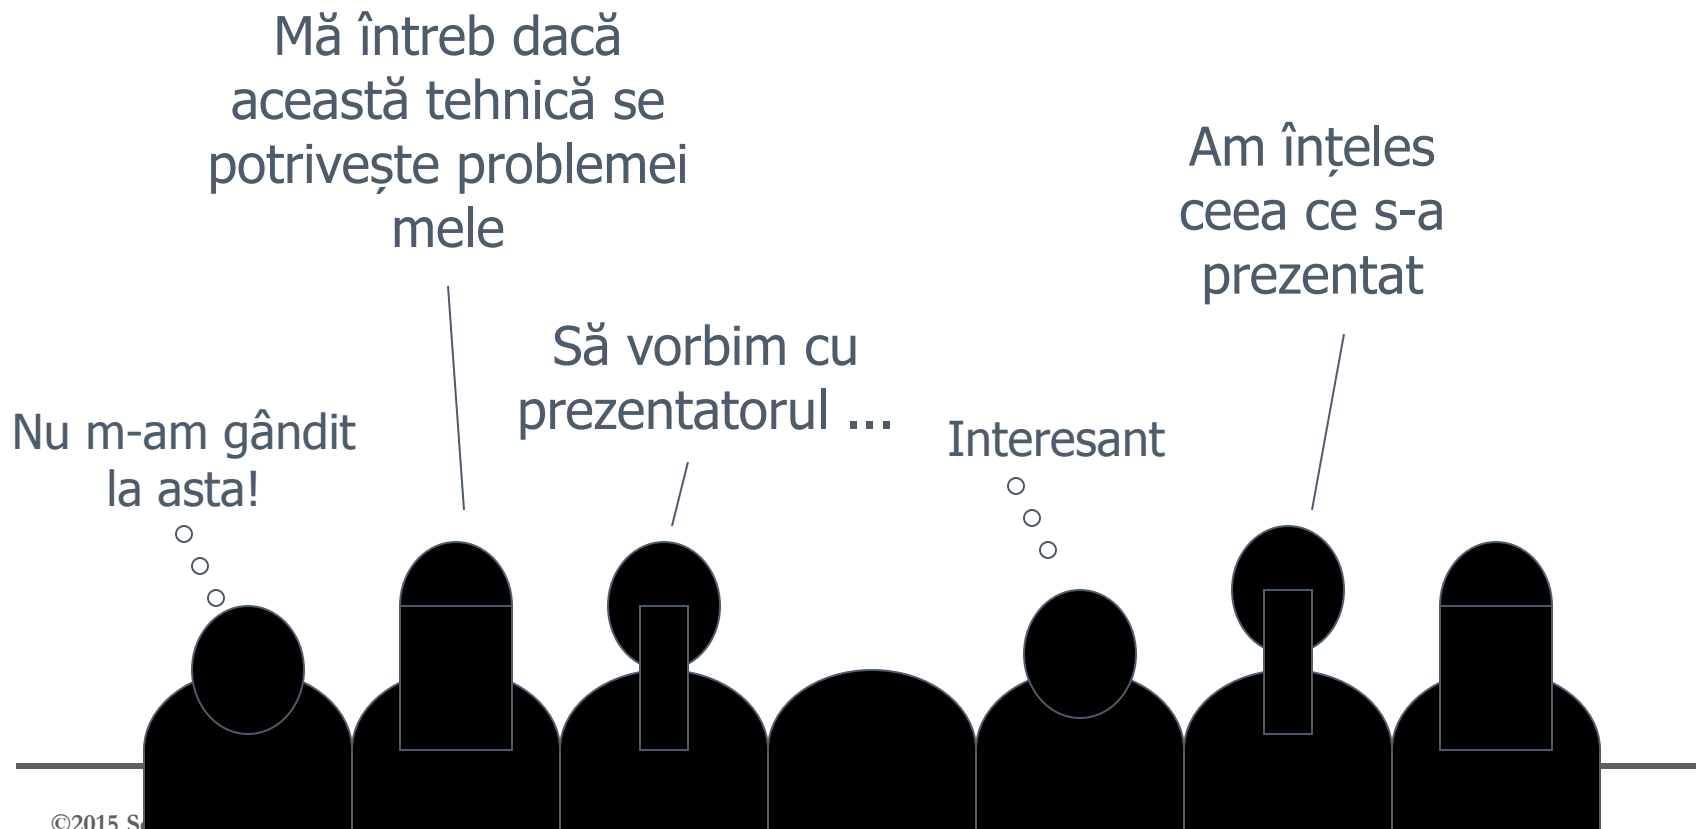 Mă întreb dacă
această tehnică se
potrivește problemei
mele
Am înțeles
ceea ce s-a
prezentat
Să vorbim cu
prezentatorul ...
Nu m-am gândit
la asta!
Interesant
©2015